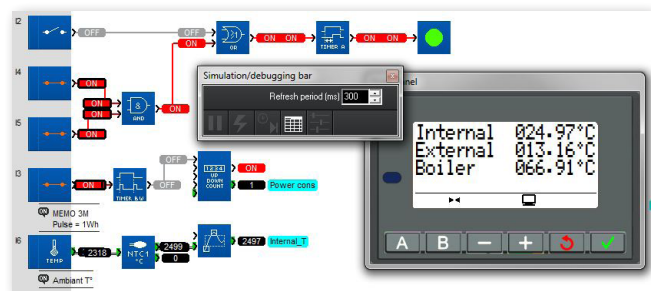 I2
OFF
≥1
OR
ON ON
TIMER A
ON ON
I4
ON
ON
&
AND
ON
ON
I5
ON
ON
Simulation/debugging bar
Refresh period (ms) 300
nel
Internal 024.97°C
External 013.16°C
Boiler 066.91°C
A B − +
I3
ON
TIMER B/W
OFF
OFF
1234
UP
DOWN
COUNT
ON
1 Power cons
MEMO 3M
Pulse = 1Wh
I6
TEMP
2318
NTC1
°C
2499
0
2497 Internal_T
Ambiant T°